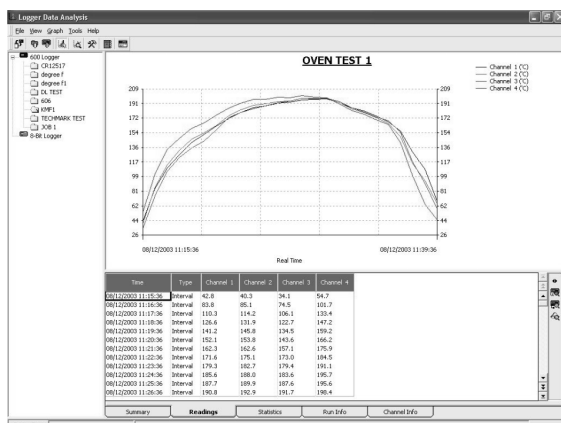 Logger Data Analysis
File View Graph Tools Help
600 Logger
CR12517
degree f
degree f1
DL TEST
606
KMF1
TECHMARK TEST
JOB 1
8-Bit Logger
OVEN TEST 1
Channel 1 (°C)
Channel 2 (°C)
Channel 3 (°C)
Channel 4 (°C)
209 209
191 191
172 172
154 154
136 136
117 117
99 99
81 81
62 62
44 44
26 26
08/12/2003 11:15:36 08/12/2003 11:39:36
Real Time
Time Type Channel 1 Channel 2 Channel 3 Channel 4
08/12/2003 11:15:36 Interval 42.8 40.3 34.1 54.7
08/12/2003 11:16:36 Interval 83.8 85.1 74.5 101.7
08/12/2003 11:17:36 Interval 110.3 114.2 106.1 133.4
08/12/2003 11:18:36 Interval 126.6 131.9 122.7 147.2
08/12/2003 11:19:36 Interval 141.2 145.8 134.5 159.2
08/12/2003 11:20:36 Interval 152.1 153.8 143.6 166.2
08/12/2003 11:21:36 Interval 162.3 162.6 157.1 175.9
08/12/2003 11:22:36 Interval 171.6 175.1 173.0 184.5
08/12/2003 11:23:36 Interval 179.3 182.7 179.4 191.1
08/12/2003 11:24:36 Interval 185.6 188.0 183.6 195.7
08/12/2003 11:25:36 Interval 187.7 189.9 187.6 195.6
08/12/2003 11:26:36 Interval 190.8 192.9 191.7 198.4
Summary Readings Statistics Run Info Channel Info